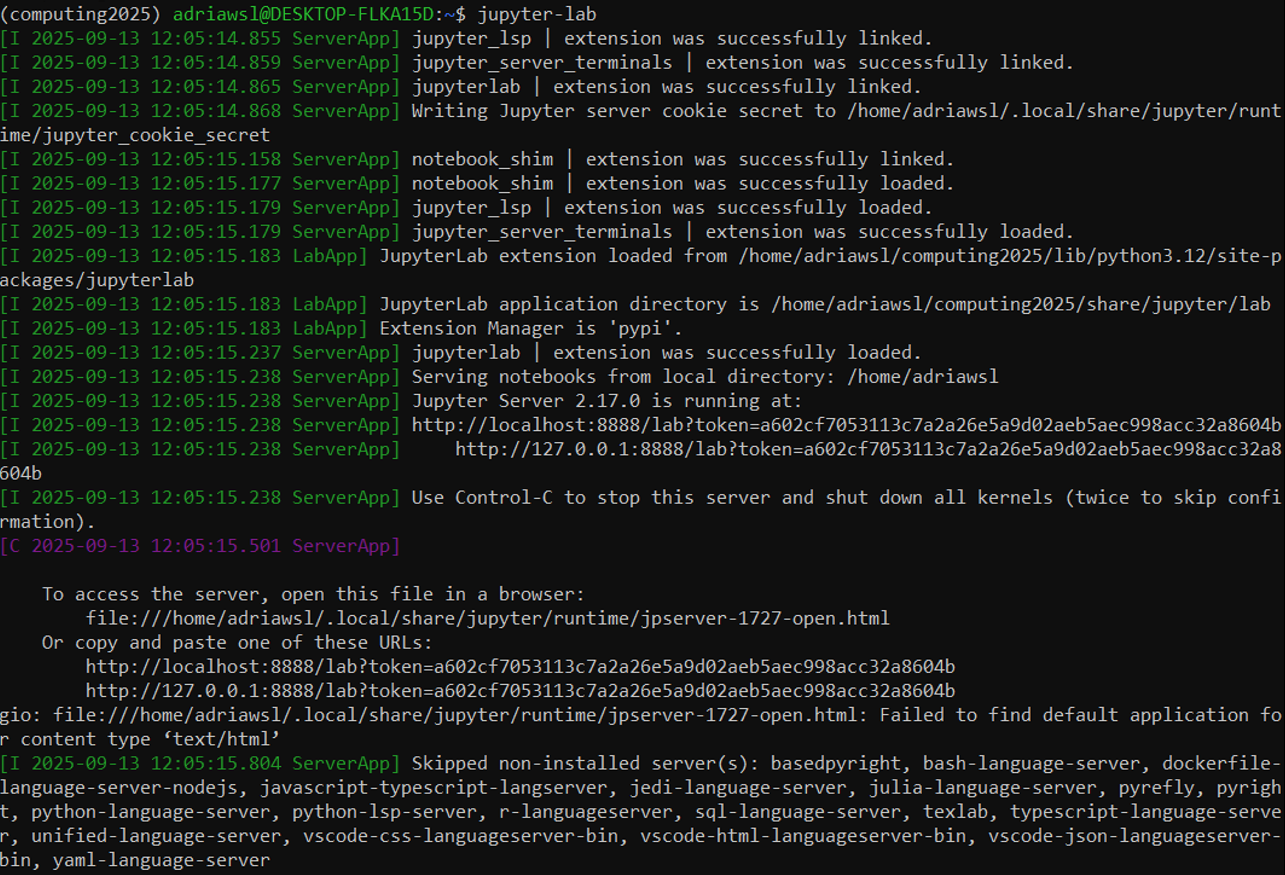 (computing2025) adriawsl@DESKTOP-FLKA15D:~$ jupyter-lab
[I 2025-09-13 12:05:14.855 ServerApp] jupyter_lsp | extension was successfully linked.
[I 2025-09-13 12:05:14.859 ServerApp] jupyter_server_terminals | extension was successfully linked.
[I 2025-09-13 12:05:14.865 ServerApp] jupyterlab | extension was successfully linked.
[I 2025-09-13 12:05:14.868 ServerApp] Writing Jupyter server cookie secret to /home/adriawsl/.local/share/jupyter/runt
ime/jupyter_cookie_secret
[I 2025-09-13 12:05:15.158 ServerApp] notebook_shim | extension was successfully linked.
[I 2025-09-13 12:05:15.177 ServerApp] notebook_shim | extension was successfully loaded.
[I 2025-09-13 12:05:15.179 ServerApp] jupyter_lsp | extension was successfully loaded.
[I 2025-09-13 12:05:15.179 ServerApp] jupyter_server_terminals | extension was successfully loaded.
[I 2025-09-13 12:05:15.183 LabApp] JupyterLab extension loaded from /home/adriawsl/computing2025/lib/python3.12/site-p
ackages/jupyterlab
[I 2025-09-13 12:05:15.183 LabApp] JupyterLab application directory is /home/adriawsl/computing2025/share/jupyter/lab
[I 2025-09-13 12:05:15.183 LabApp] Extension Manager is 'pypi'.
[I 2025-09-13 12:05:15.237 ServerApp] jupyterlab | extension was successfully loaded.
[I 2025-09-13 12:05:15.238 ServerApp] Serving notebooks from local directory: /home/adriawsl
[I 2025-09-13 12:05:15.238 ServerApp] Jupyter Server 2.17.0 is running at:
[I 2025-09-13 12:05:15.238 ServerApp] http://localhost:8888/lab?token=a602cf7053113c7a2a26e5a9d02aeb5aec998acc32a8604b
[I 2025-09-13 12:05:15.238 ServerApp]     http://127.0.0.1:8888/lab?token=a602cf7053113c7a2a26e5a9d02aeb5aec998acc32a8
604b
[I 2025-09-13 12:05:15.238 ServerApp] Use Control-C to stop this server and shut down all kernels (twice to skip confi
rmation).
[C 2025-09-13 12:05:15.501 ServerApp]
    To access the server, open this file in a browser:
        file:///home/adriawsl/.local/share/jupyter/runtime/jpserver-1727-open.html
    Or copy and paste one of these URLs:
        http://localhost:8888/lab?token=a602cf7053113c7a2a26e5a9d02aeb5aec998acc32a8604b
        http://127.0.0.1:8888/lab?token=a602cf7053113c7a2a26e5a9d02aeb5aec998acc32a8604b
gio: file:///home/adriawsl/.local/share/jupyter/runtime/jpserver-1727-open.html: Failed to find default application fo
r content type ‘text/html’
[I 2025-09-13 12:05:15.804 ServerApp] Skipped non-installed server(s): basedpyright, bash-language-server, dockerfile-
language-server-nodejs, javascript-typescript-langserver, jedi-language-server, julia-language-server, pyrefly, pyrigh
t, python-language-server, python-lsp-server, r-languageserver, sql-language-server, texlab, typescript-language-serve
r, unified-language-server, vscode-css-languageserver-bin, vscode-html-languageserver-bin, vscode-json-languageserver-
bin, yaml-language-server